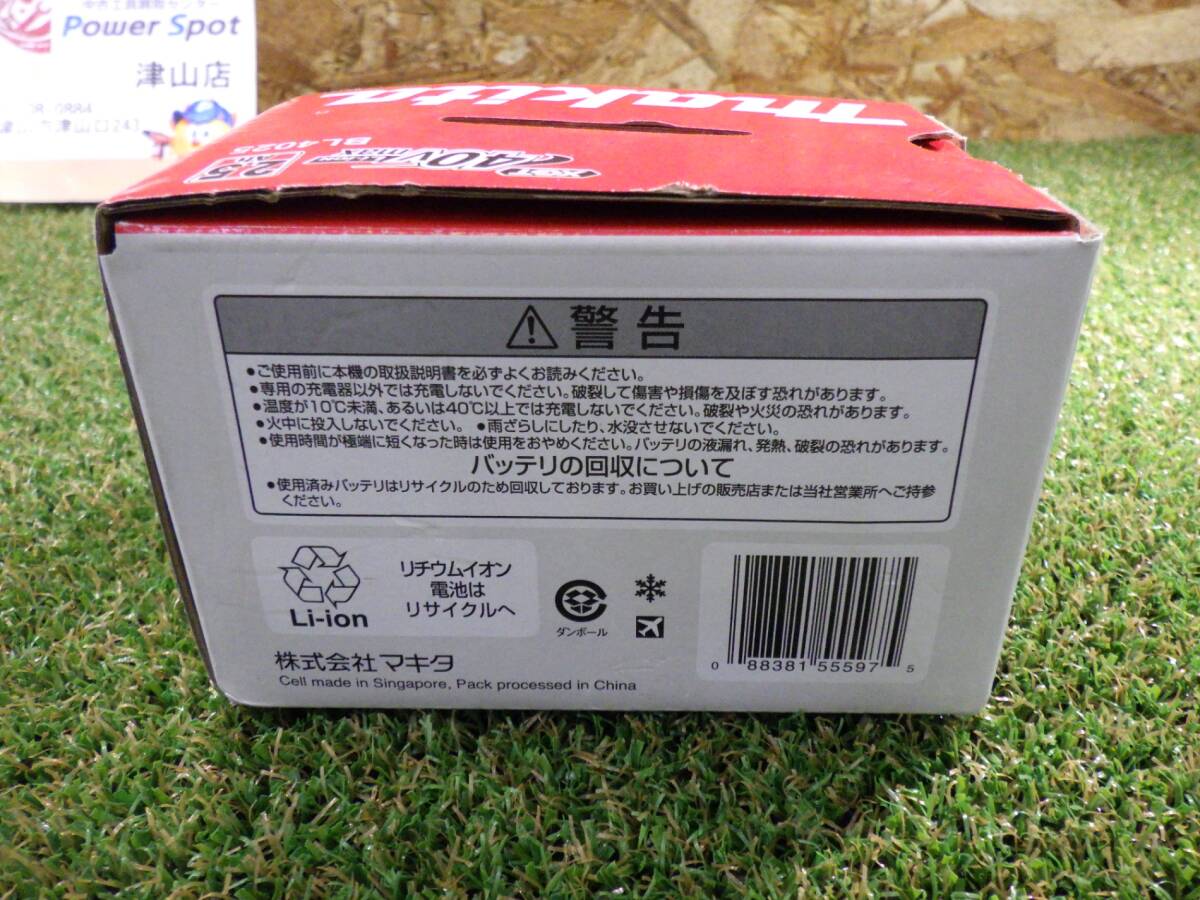 中古工具買取センター
Power Spot
津山店
makita
BL4025
XGT
40Vmax
Li-ion
2.5
Ah
警告
●ご使用前に本機の取扱説明書を必ずよくお読みください。
●専用の充電器以外では充電しないでください。破裂して傷害や損傷を及ぼす恐れがあります。
●温度が10℃未満、あるいは40℃以上では充電しないでください。破裂や火災の恐れがあります。
●火中に投入しないでください。 ●雨ざらしにしたり、水没させないでください。
●使用時間が極端に短くなった時は使用をおやめください。バッテリの液漏れ、発熱、破裂の恐れがあります。
バッテリの回収について
●使用済みバッテリはリサイクルのため回収しております。お買い上げの販売店または当社営業所へご持参
ください。
Li-ion
リチウムイオン
電池は
リサイクルへ
ダンボール
0 88381 55597 5
株式会社マキタ
Cell made in Singapore, Pack processed in China